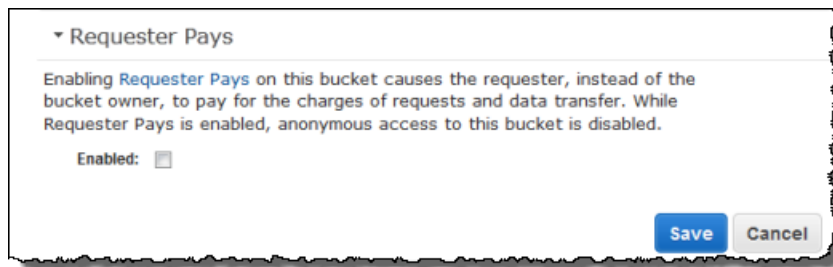 Requester Pays
Enabling Requester Pays on this bucket causes the requester, instead of the
bucket owner, to pay for the charges of requests and data transfer. While
Requester Pays is enabled, anonymous access to this bucket is disabled.
Enabled:
Save Cancel